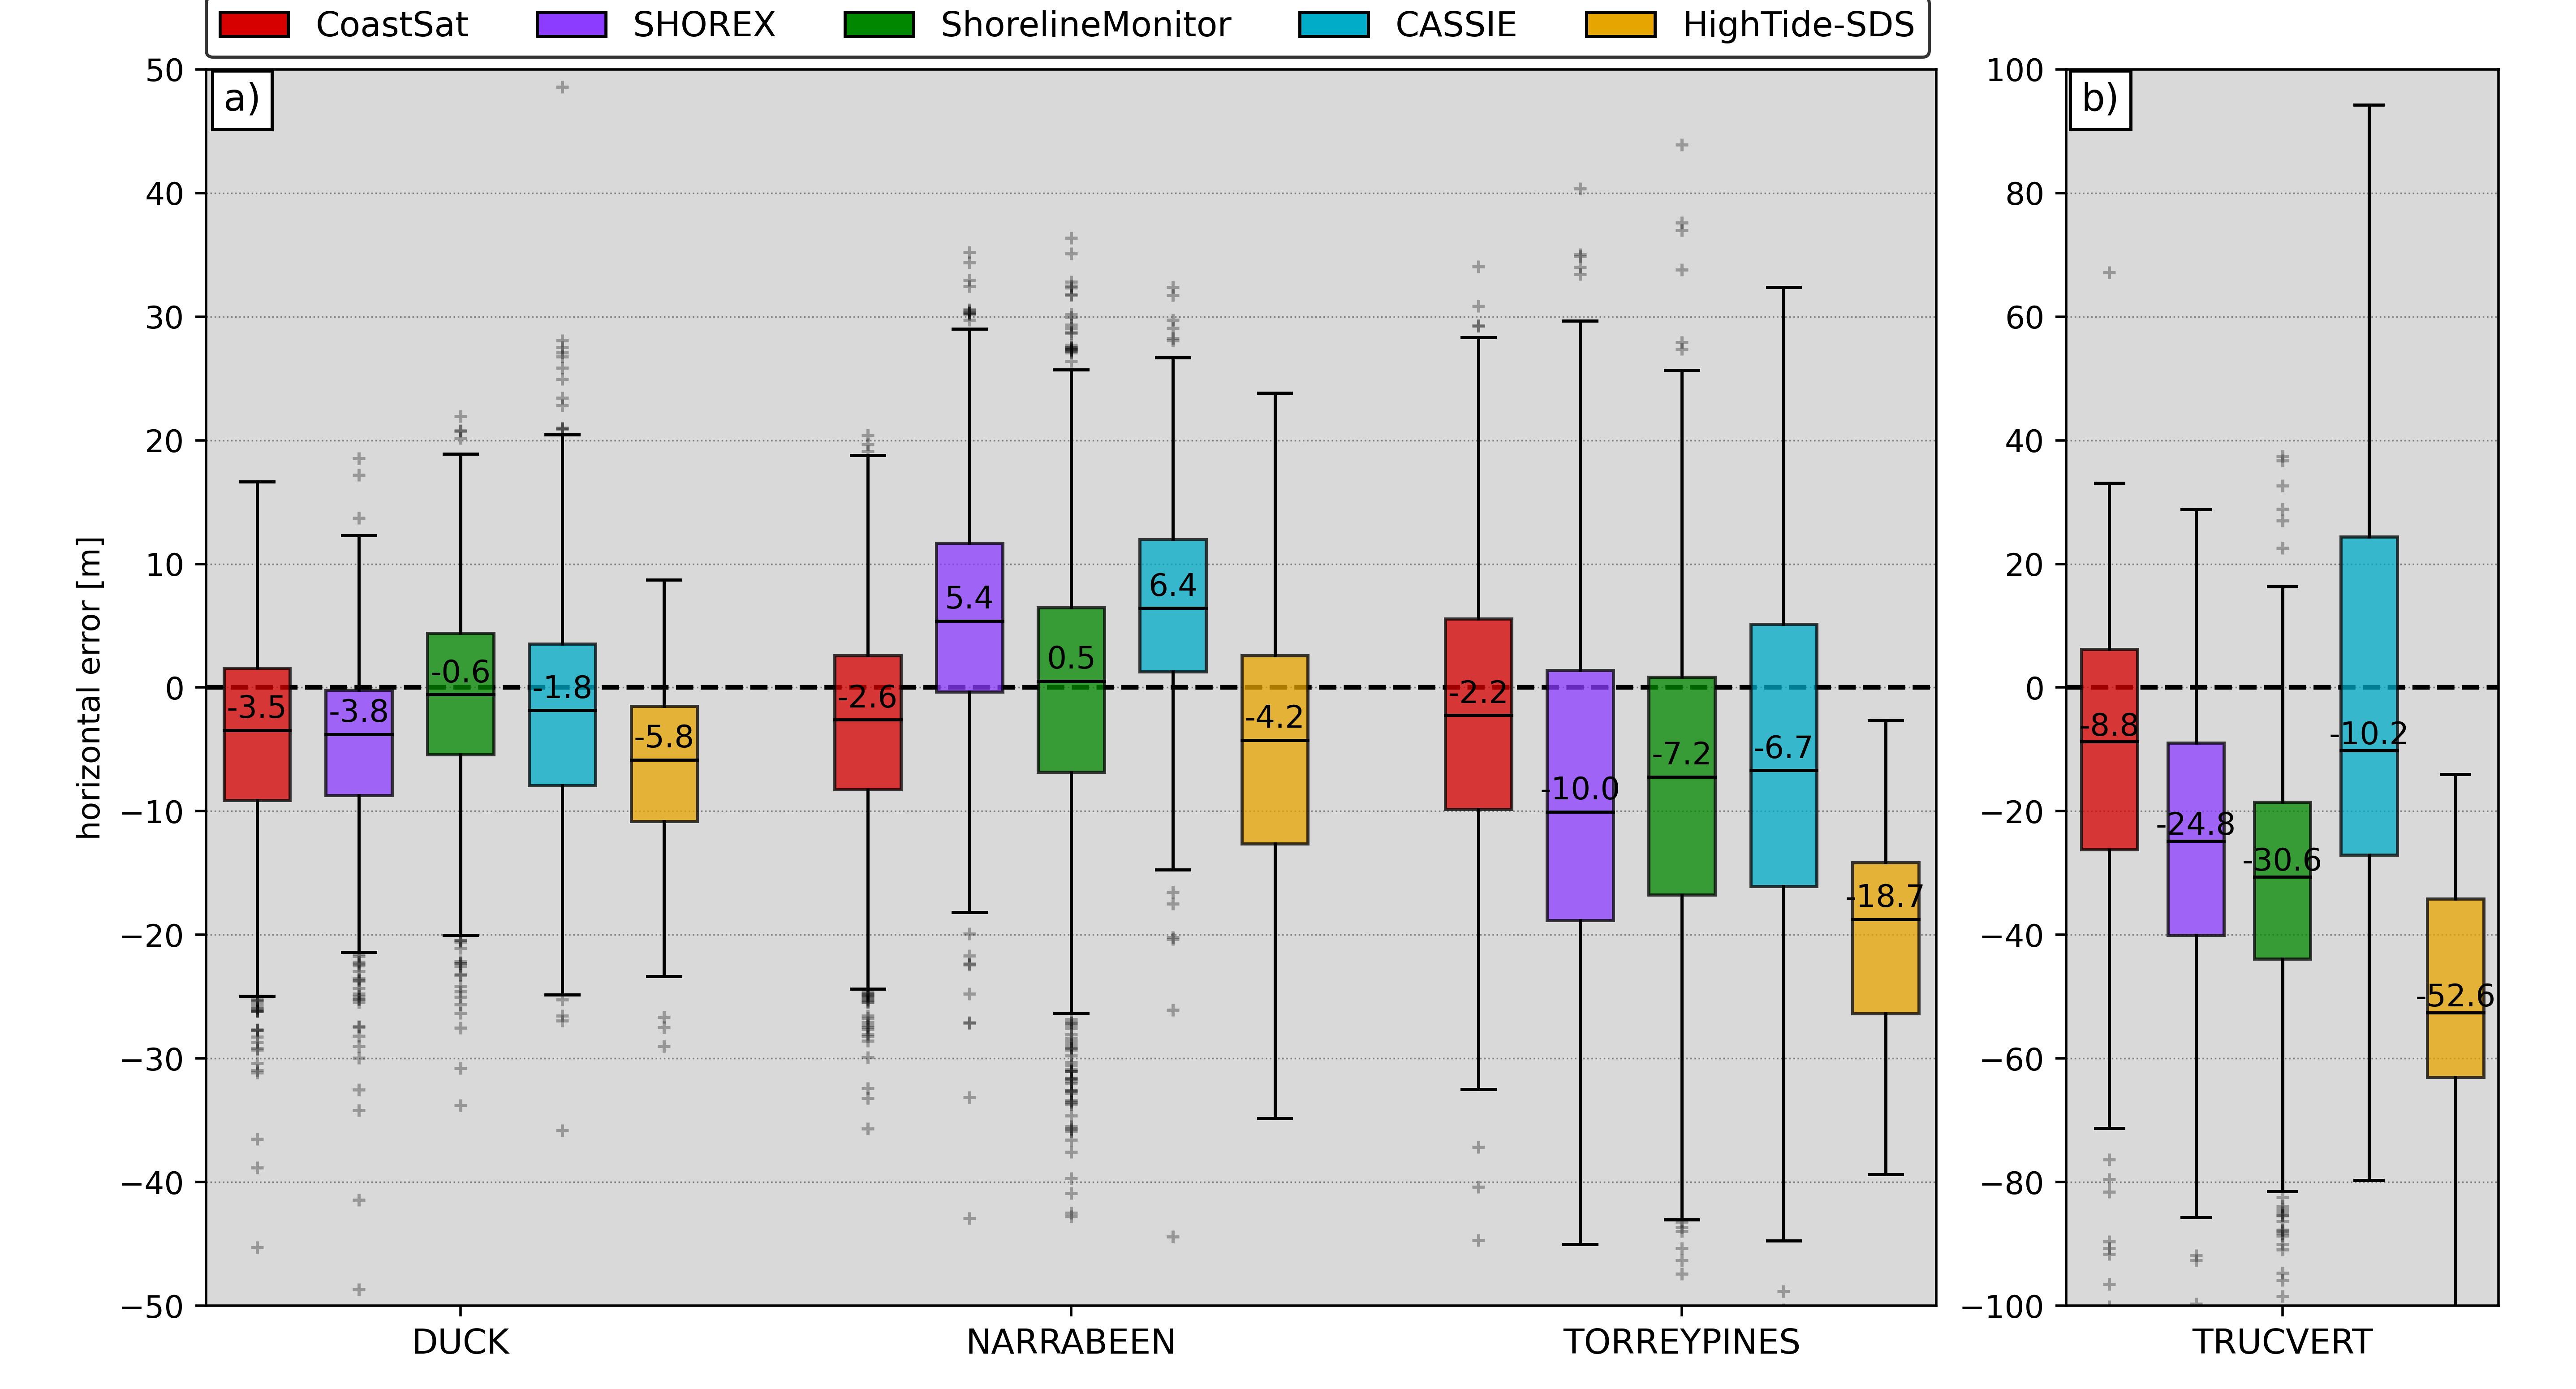 CoastSat SHOREX ShorelineMonitor CASSIE HighTide-SDS
a)
50
40
30
20
10
0
−10
−20
−30
−40
−50
horizontal error [m]
-3.5 -3.8 -0.6 -1.8 -5.8
-2.6 5.4 0.5 6.4 -4.2
-2.2 -10.0 -7.2 -6.7 -18.7
DUCK NARRABEEN TORREYPINES
b)
100
80
60
40
20
0
−20
−40
−60
−80
−100
-8.8 -24.8 -30.6 -10.2 -52.6
TRUCVERT